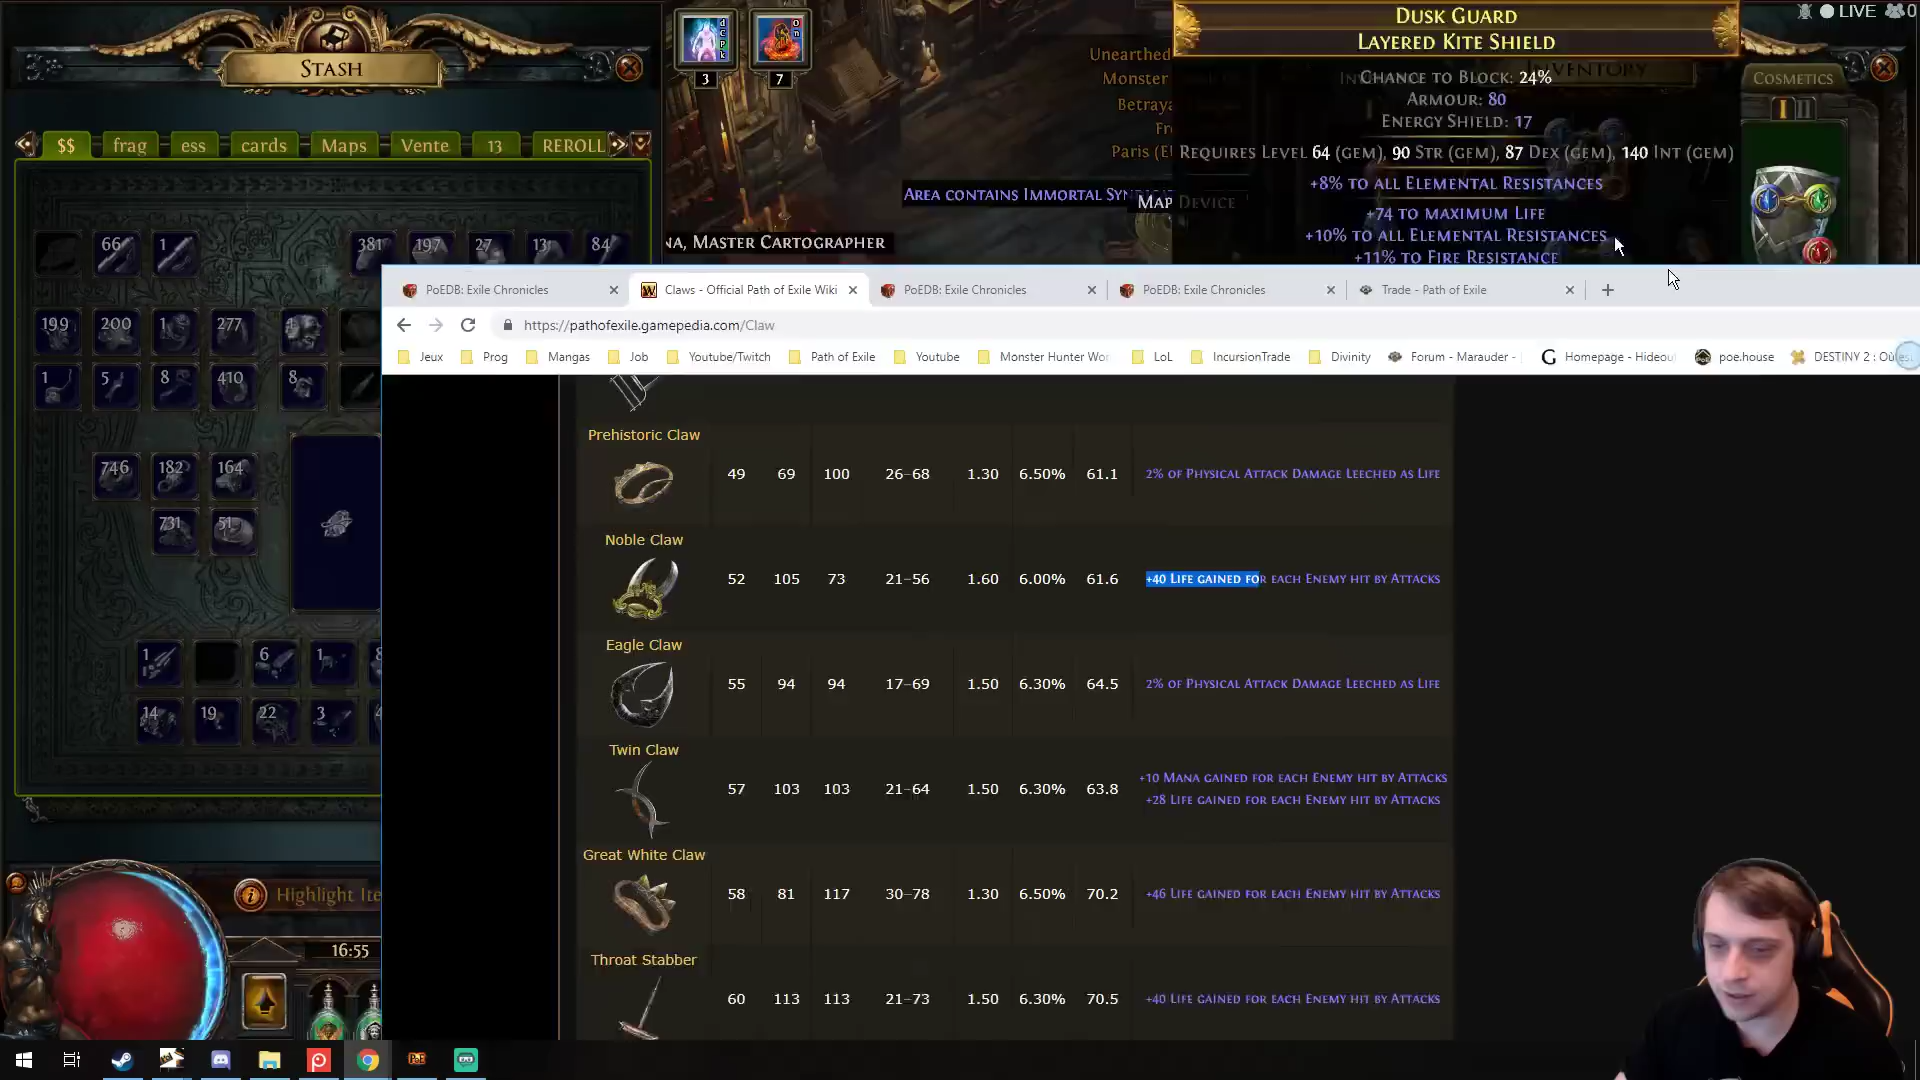 STASH
$$ frag ess cards Maps Vente 13 REROLL
66 1 381 197 27 13 84
199 200 1 277 1
1 5 8 410 8
746 182 164
731 51
1 6 1
14 19 22 3
Highlight Ite
16:55
3 7
Unearthed
Monster
Betraya
Paris (E
AREA CONTAINS IMMORTAL SYN
MAP DEVICE
NA, MASTER CARTOGRAPHER
DUSK GUARD
LAYERED KITE SHIELD
INVENTORY
CHANCE TO BLOCK: 24%
ARMOUR: 80
ENERGY SHIELD: 17
REQUIRES LEVEL 64 (GEM), 90 STR (GEM), 87 DEX (GEM), 140 INT (GEM)
+8% TO ALL ELEMENTAL RESISTANCES
+74 TO MAXIMUM LIFE
+10% TO ALL ELEMENTAL RESISTANCES
+11% TO FIRE RESISTANCE
LIVE 0
COSMETICS
I II
PoEDB: Exile Chronicles
Claws - Official Path of Exile Wiki
PoEDB: Exile Chronicles
PoEDB: Exile Chronicles
Trade - Path of Exile
https://pathofexile.gamepedia.com/Claw
Jeux Prog Mangas Job Youtube/Twitch Path of Exile Youtube Monster Hunter Wor LoL IncursionTrade Divinity Forum - Marauder - Homepage - Hideou poe.house DESTINY 2 : Où
Prehistoric Claw
49 69 100 26–68 1.30 6.50% 61.1 2% OF PHYSICAL ATTACK DAMAGE LEECHED AS LIFE
Noble Claw
52 105 73 21–56 1.60 6.00% 61.6 +40 LIFE GAINED FOR EACH ENEMY HIT BY ATTACKS
Eagle Claw
55 94 94 17–69 1.50 6.30% 64.5 2% OF PHYSICAL ATTACK DAMAGE LEECHED AS LIFE
Twin Claw
57 103 103 21–64 1.50 6.30% 63.8 +10 MANA GAINED FOR EACH ENEMY HIT BY ATTACKS
+28 LIFE GAINED FOR EACH ENEMY HIT BY ATTACKS
Great White Claw
58 81 117 30–78 1.30 6.50% 70.2 +46 LIFE GAINED FOR EACH ENEMY HIT BY ATTACKS
Throat Stabber
60 113 113 21–73 1.50 6.30% 70.5 +40 LIFE GAINED FOR EACH ENEMY HIT BY ATTACKS